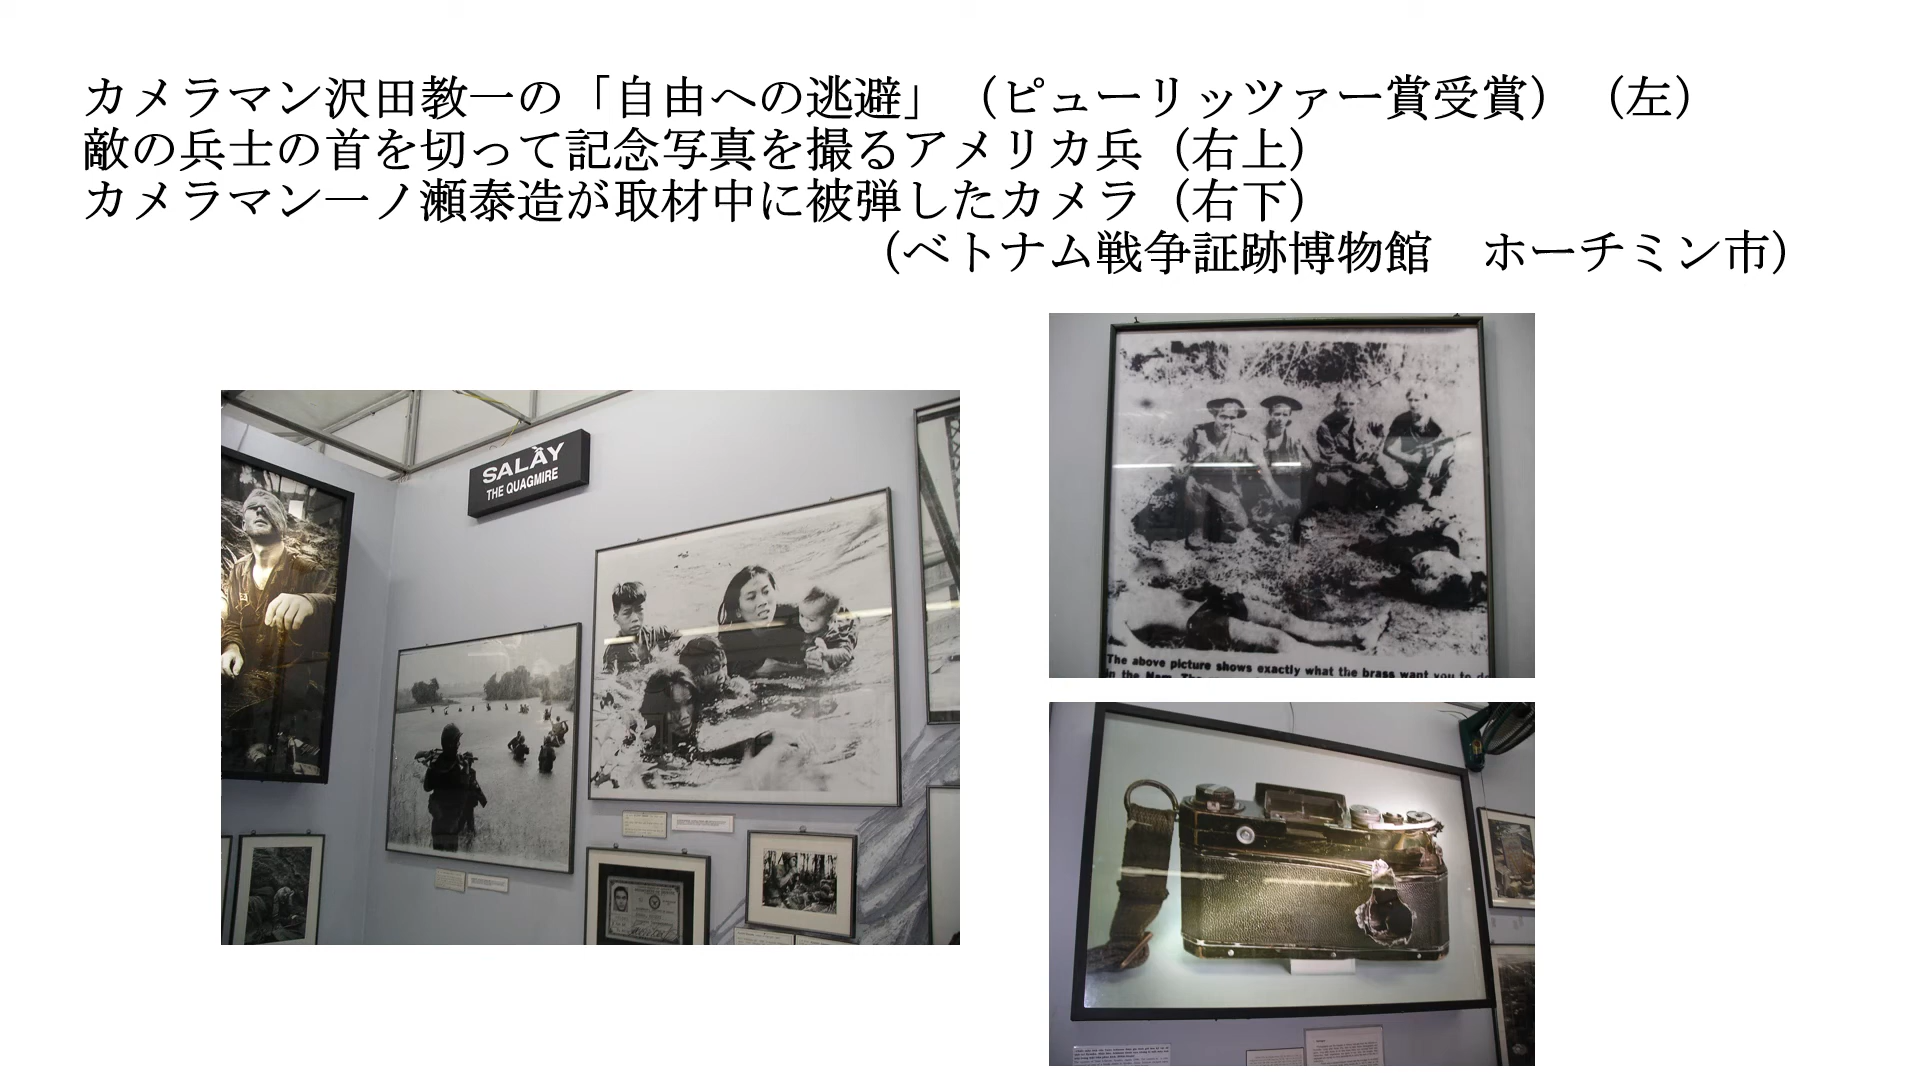 カメラマン沢田教一の「自由への逃避」（ピューリッツァー賞受賞）（左）
敵の兵士の首を切って記念写真を撮るアメリカ兵（右上）
カメラマン一ノ瀬泰造が取材中に被弾したカメラ（右下）
（ベトナム戦争証跡博物館　ホーチミン市）
SALẦY
THE QUAGMIRE
The above picture shows exactly what the brass want you to do
in the Nam.